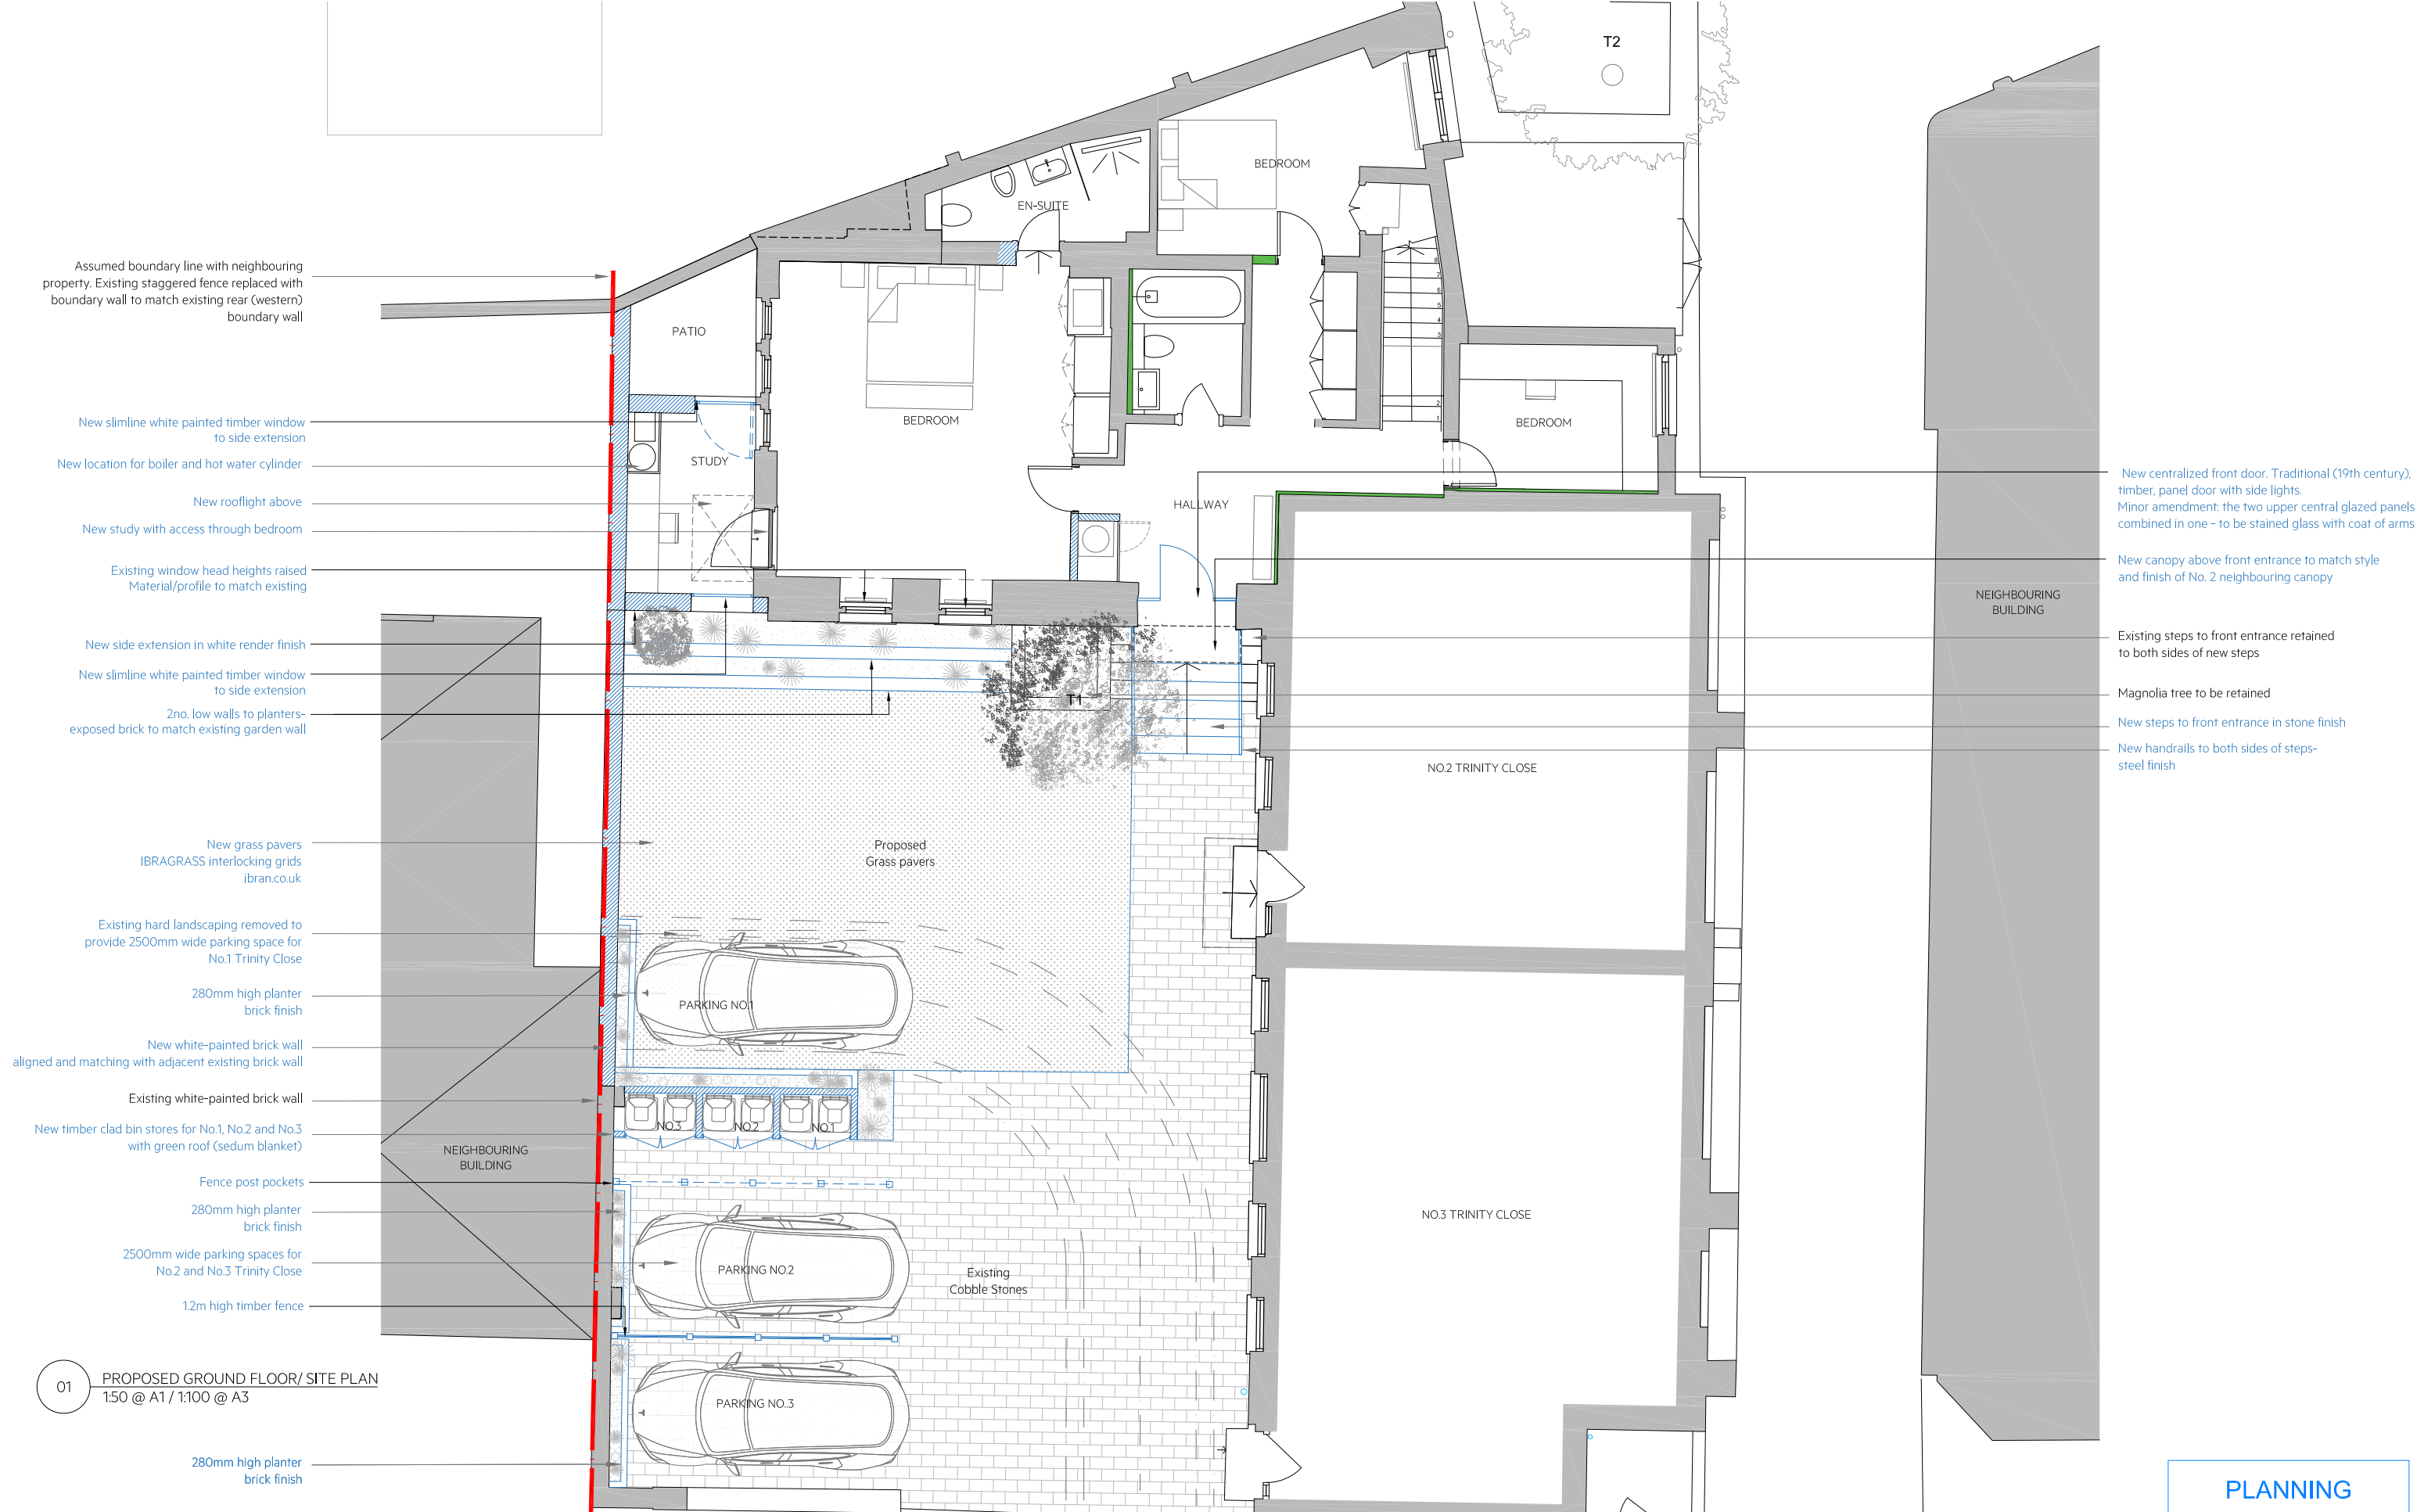 T2
BEDROOM
EN-SUITE
Assumed boundary line with neighbouring
property. Existing staggered fence replaced with
boundary wall to match existing rear (western)
boundary wall
PATIO
BEDROOM
STUDY
BEDROOM
HALLWAY
8
7
6
5
4
3
2
1
New slimline white painted timber window
to side extension
New location for boiler and hot water cylinder
New rooflight above
New study with access through bedroom
Existing window head heights raised
Material/profile to match existing
New side extension in white render finish
New slimline white painted timber window
to side extension
2no. low walls to planters-
exposed brick to match existing garden wall
New grass pavers
IBRAGRASS interlocking grids
ibran.co.uk
Existing hard landscaping removed to
provide 2500mm wide parking space for
No.1 Trinity Close
280mm high planter
brick finish
New white-painted brick wall
aligned and matching with adjacent existing brick wall
Existing white-painted brick wall
New timber clad bin stores for No.1, No.2 and No.3
with green roof (sedum blanket)
Fence post pockets
280mm high planter
brick finish
2500mm wide parking spaces for
No.2 and No.3 Trinity Close
1.2m high timber fence
280mm high planter
brick finish
New centralized front door. Traditional (19th century),
timber, panel door with side lights.
Minor amendment: the two upper central glazed panels
combined in one - to be stained glass with coat of arms
New canopy above front entrance to match style
and finish of No. 2 neighbouring canopy
Existing steps to front entrance retained
to both sides of new steps
Magnolia tree to be retained
New steps to front entrance in stone finish
New handrails to both sides of steps-
steel finish
NEIGHBOURING
BUILDING
T1
NO.2 TRINITY CLOSE
Proposed
Grass pavers
PARKING NO.1
NO.3
NO.2
NO.1
NEIGHBOURING
BUILDING
PARKING NO.2
Existing
Cobble Stones
NO.3 TRINITY CLOSE
PARKING NO..3
01
PROPOSED GROUND FLOOR/ SITE PLAN
1:50 @ A1 / 1:100 @ A3
PLANNING